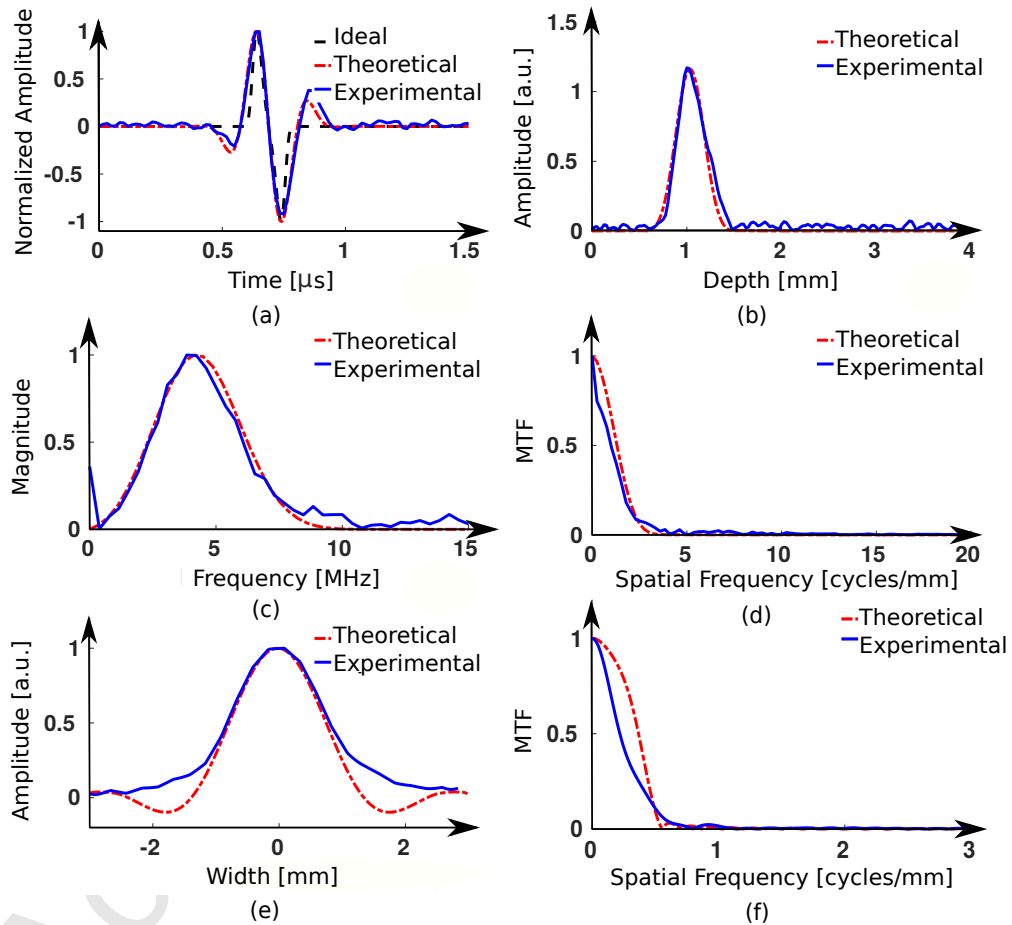 Normalized Amplitude
1
0.5
0
-0.5
-1
0
0.5
1
1.5
Ideal
Theoretical
Experimental
Time [μs]
(a)
Amplitude [a.u.]
1.5
1
0.5
0
0
1
2
3
4
Theoretical
Experimental
Depth [mm]
(b)
Magnitude
1
0.5
0
0
5
10
15
Theoretical
Experimental
Frequency [MHz]
(c)
MTF
1
0.5
0
0
5
10
15
20
Theoretical
Experimental
Spatial Frequency [cycles/mm]
(d)
Amplitude [a.u.]
1
0.5
0
-2
0
2
Theoretical
Experimental
Width [mm]
(e)
MTF
1
0.5
0
0
1
2
3
Theoretical
Experimental
Spatial Frequency [cycles/mm]
(f)